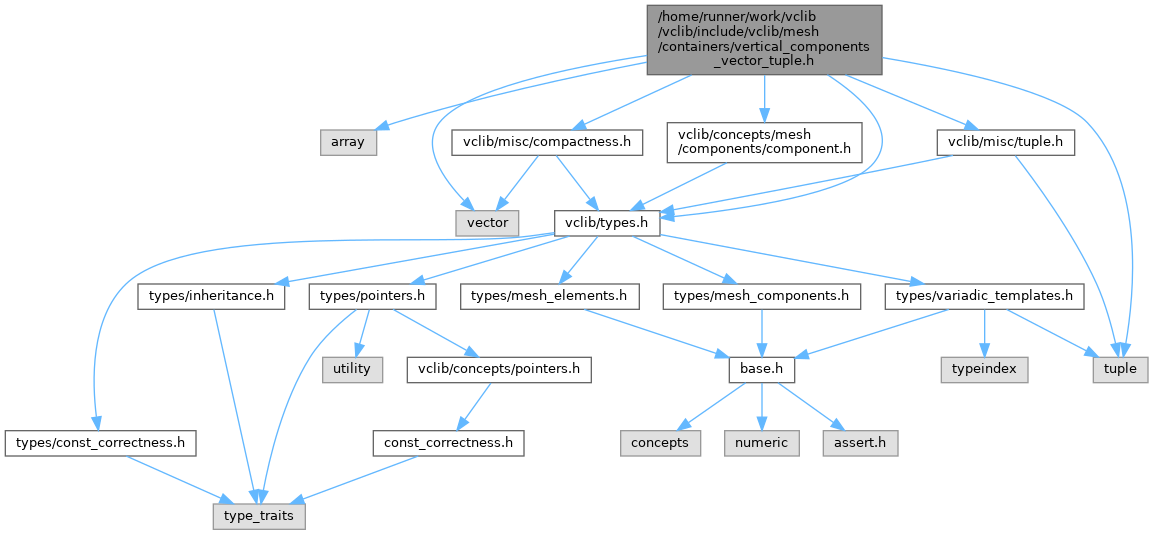 /home/runner/work/vclib
/vclib/include/vclib/mesh
/containers/vertical_components
_vector_tuple.h
array
vclib/misc/compactness.h
vclib/concepts/mesh
/components/component.h
vclib/misc/tuple.h
vector
vclib/types.h
types/inheritance.h
types/pointers.h
types/mesh_elements.h
types/mesh_components.h
types/variadic_templates.h
utility
vclib/concepts/pointers.h
base.h
typeindex
tuple
types/const_correctness.h
const_correctness.h
concepts
numeric
assert.h
type_traits